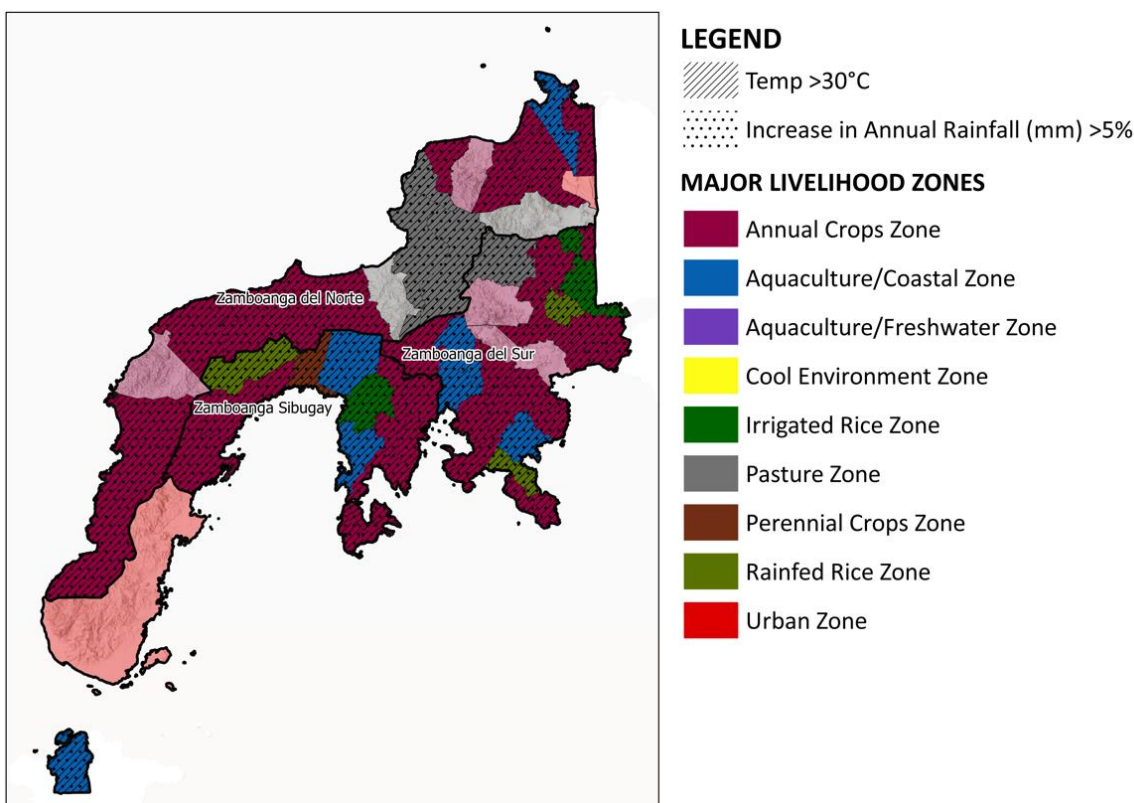 Zamboanga del Norte
Zamboanga del Sur
Zamboanga Sibugay
LEGEND
Temp >30°C
Increase in Annual Rainfall (mm) >5%
MAJOR LIVELIHOOD ZONES
Annual Crops Zone
Aquaculture/Coastal Zone
Aquaculture/Freshwater Zone
Cool Environment Zone
Irrigated Rice Zone
Pasture Zone
Perennial Crops Zone
Rainfed Rice Zone
Urban Zone